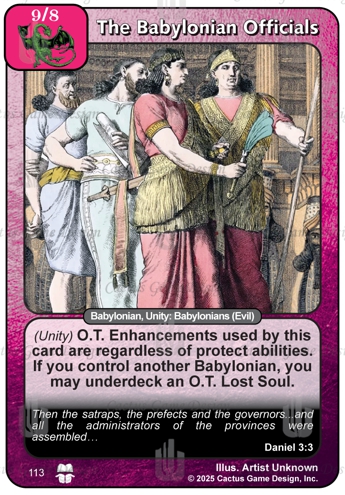 9/8
The Babylonian Officials
Babylonian, Unity: Babylonians (Evil)
(Unity) O.T. Enhancements used by this
card are regardless of protect abilities.
If you control another Babylonian, you
may underdeck an O.T. Lost Soul.
Then the satraps, the prefects and the governors...and
all the administrators of the provinces were
assembled…
Daniel 3:3
Illus. Artist Unknown
113
© 2025 Cactus Game Design, Inc.